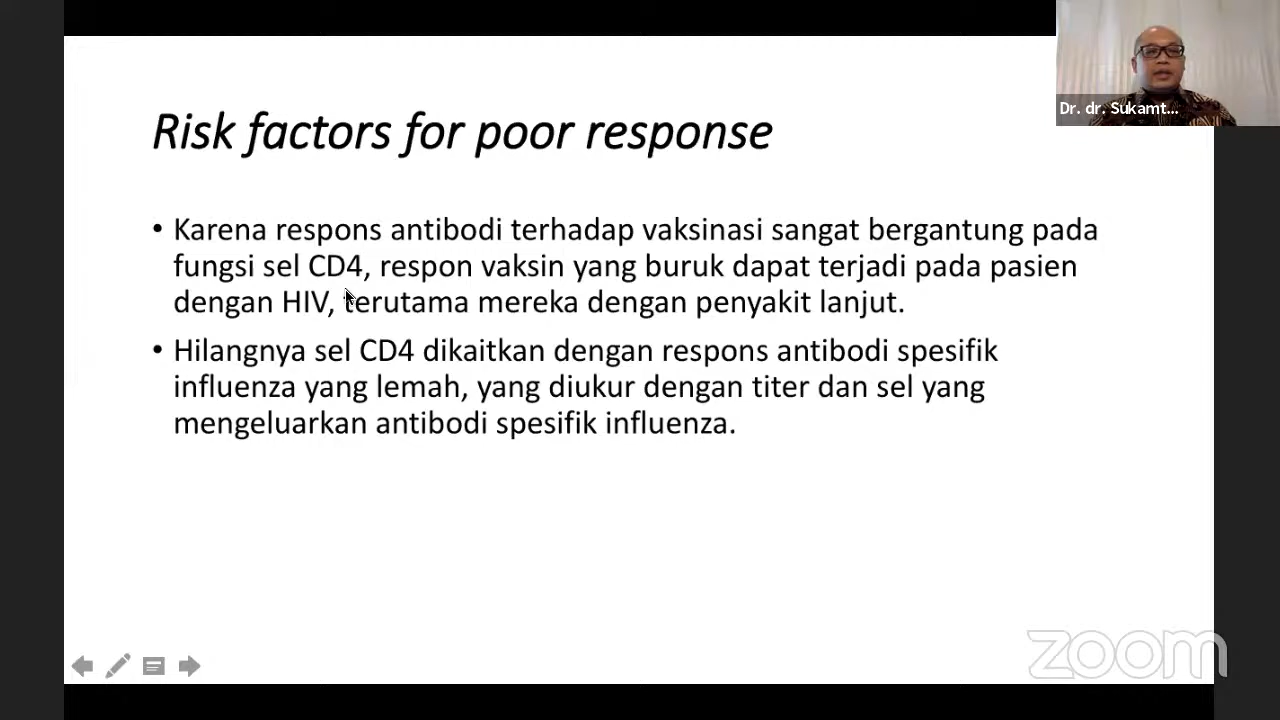 Risk factors for poor response
Dr. dr. Sukamt...
• Karena respons antibodi terhadap vaksinasi sangat bergantung pada
fungsi sel CD4, respon vaksin yang buruk dapat terjadi pada pasien
dengan HIV, terutama mereka dengan penyakit lanjut.
• Hilangnya sel CD4 dikaitkan dengan respons antibodi spesifik
influenza yang lemah, yang diukur dengan titer dan sel yang
mengeluarkan antibodi spesifik influenza.
zoom